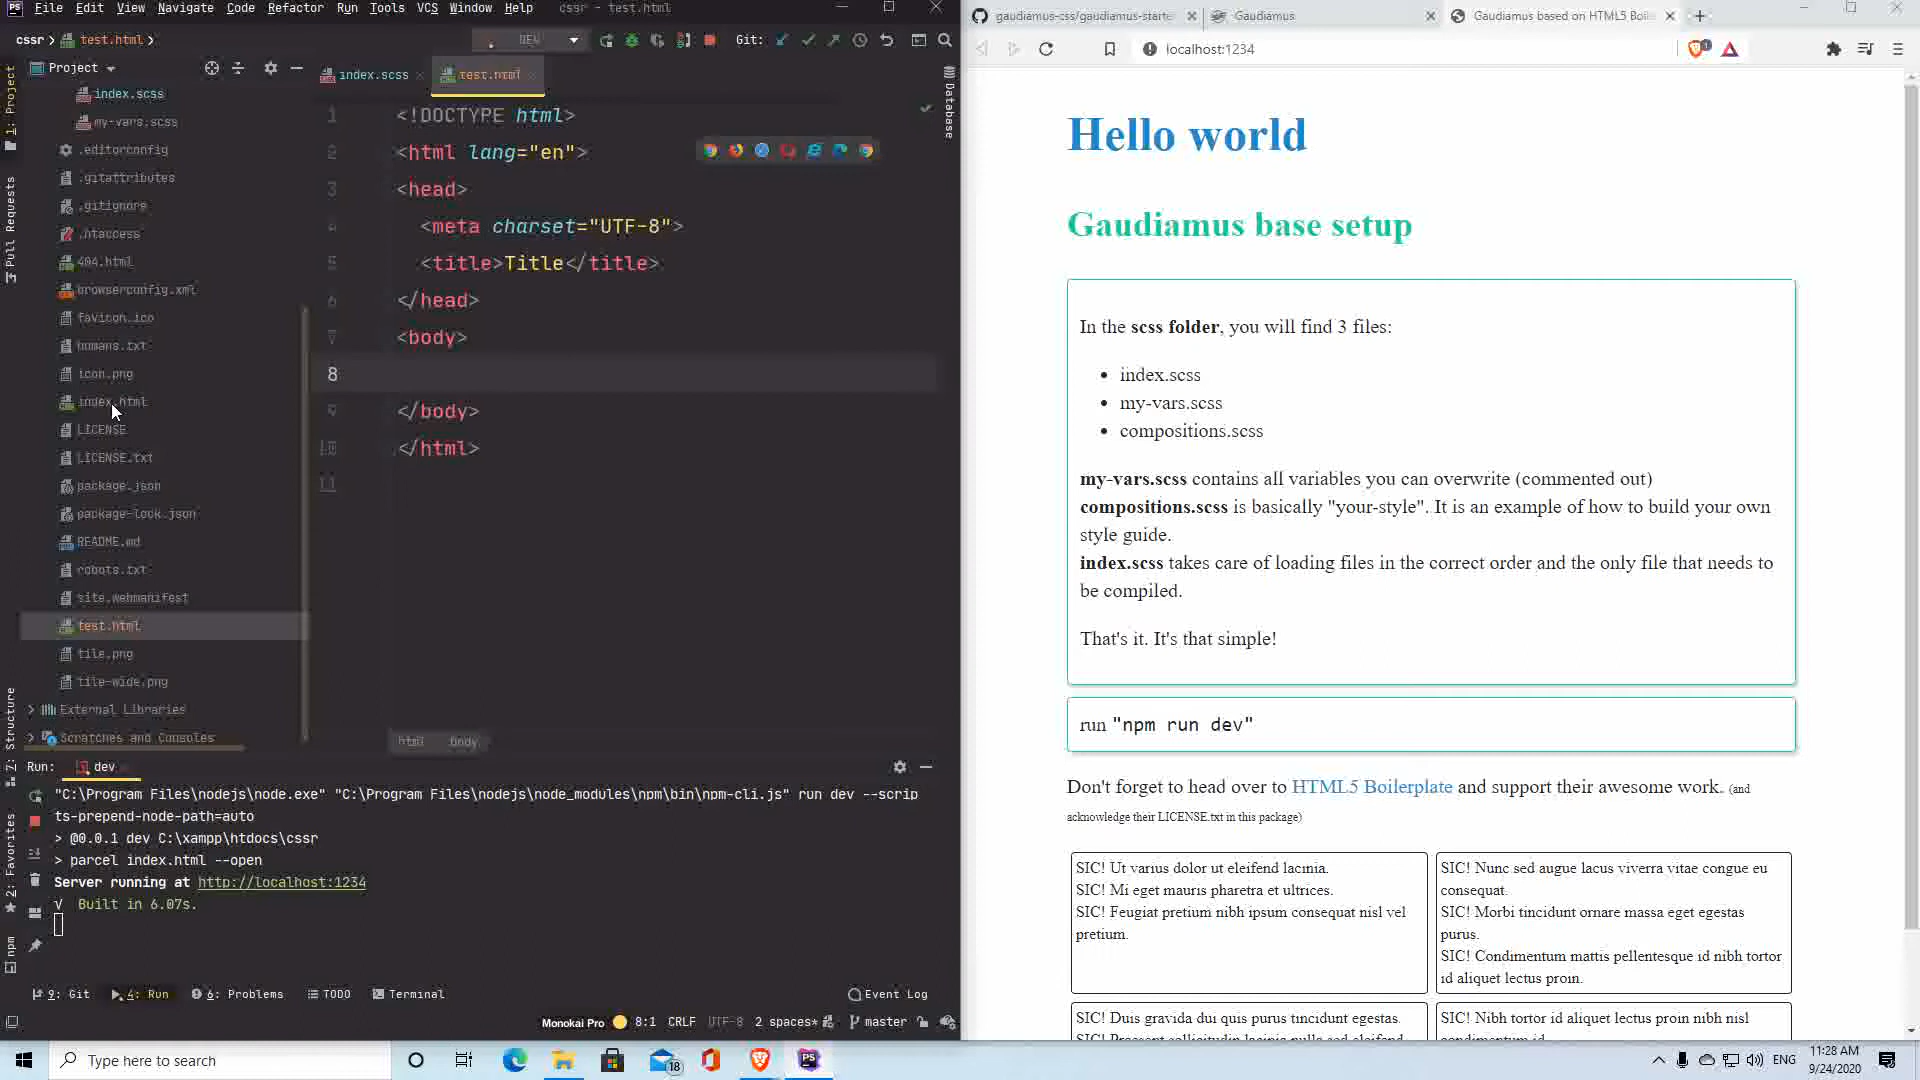 PS File Edit View Navigate Code Refactor Run Tools VCS Window Help cssr - test.html
cssr test.html
NEW Git:
Project
index.scss test.html
index.scss
my-vars.scss
.editorconfig
.gitattributes
.gitignore
.htaccess
404.html
browserconfig.xml
favicon.ico
humans.txt
icon.png
index.html
LICENSE
LICENSE.txt
package.json
package-lock.json
README.md
robots.txt
site.webmanifest
test.html
tile.png
tile-wide.png
External Libraries
Scratches and Consoles
1: Project
Pull Requests
7: Structure
2: Favorites
npm
Database
1 <!DOCTYPE html>
2 <html lang="en">
3 <head>
4 <meta charset="UTF-8">
5 <title>Title</title>
6 </head>
7 <body>
8
9 </body>
10 </html>
11
html body
Run: dev
"C:\Program Files\nodejs\node.exe" "C:\Program Files\nodejs\node_modules\npm\bin\npm-cli.js" run dev --scrip
ts-prepend-node-path=auto
> @0.0.1 dev C:\xampp\htdocs\cssr
> parcel index.html --open
Server running at http://localhost:1234
√ Built in 6.07s.
9: Git 4: Run 6: Problems TODO Terminal Event Log
Monokai Pro 8:1 CRLF UTF-8 2 spaces* master
gaudiamus-css/gaudiamus-starte Gaudiamus Gaudiamus based on HTML5 Boile
localhost:1234
1
Hello world
Gaudiamus base setup
In the scss folder, you will find 3 files:
• index.scss
• my-vars.scss
• compositions.scss
my-vars.scss contains all variables you can overwrite (commented out)
compositions.scss is basically "your-style". It is an example of how to build your own
style guide.
index.scss takes care of loading files in the correct order and the only file that needs to
be compiled.
That's it. It's that simple!
run "npm run dev"
Don't forget to head over to HTML5 Boilerplate and support their awesome work. (and
acknowledge their LICENSE.txt in this package)
SIC! Ut varius dolor ut eleifend lacinia.
SIC! Mi eget mauris pharetra et ultrices.
SIC! Feugiat pretium nibh ipsum consequat nisl vel
pretium.
SIC! Nunc sed augue lacus viverra vitae congue eu
consequat.
SIC! Morbi tincidunt ornare massa eget egestas
purus.
SIC! Condimentum mattis pellentesque id nibh tortor
id aliquet lectus proin.
SIC! Duis gravida dui quis purus tincidunt egestas.
SIC! Nibh tortor id aliquet lectus proin nibh nisl
Type here to search
18
PS
ENG
11:28 AM
9/24/2020